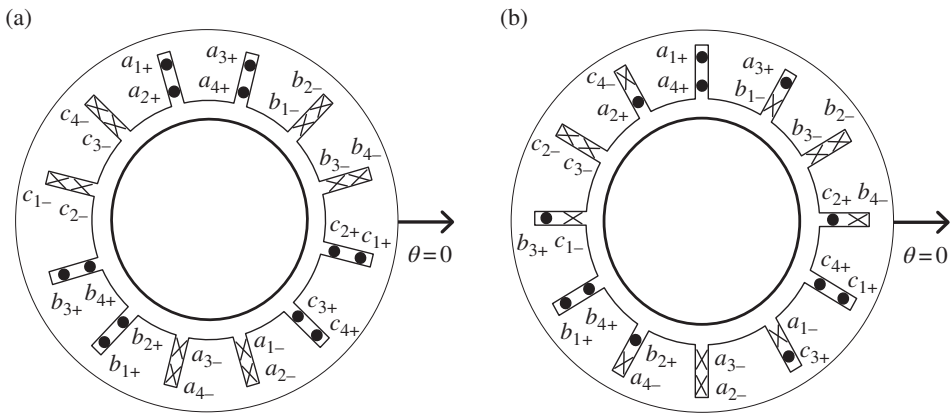 (a)
a1+
a2+
a3+
a4+
b2–
b1–
b4–
b3–
c4–
c3–
c1–
c2–
c2+ c1+
θ=0
b3+
b4+
c3+
c4+
b1+
b2+
a3–
a4–
a1–
a2–
(b)
a1+
a4+
a3+
b1–
b2–
b3–
c4–
a2+
c2–
c3–
c2+ b4–
b3+ c1–
θ=0
c4+
c1+
b1+
b4+
a1–
c3+
b2+
a4–
a3–
a2–